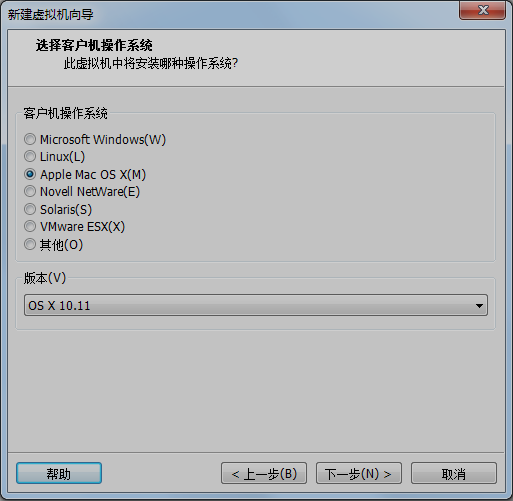 新建虚拟机向导
选择客户机操作系统
此虚拟机中将安装哪种操作系统?
客户机操作系统
Microsoft Windows(W)
Linux(L)
Apple Mac OS X(M)
Novell NetWare(E)
Solaris(S)
VMware ESX(X)
其他(O)
版本(V)
OS X 10.11
帮助
< 上一步(B)
下一步(N) >
取消